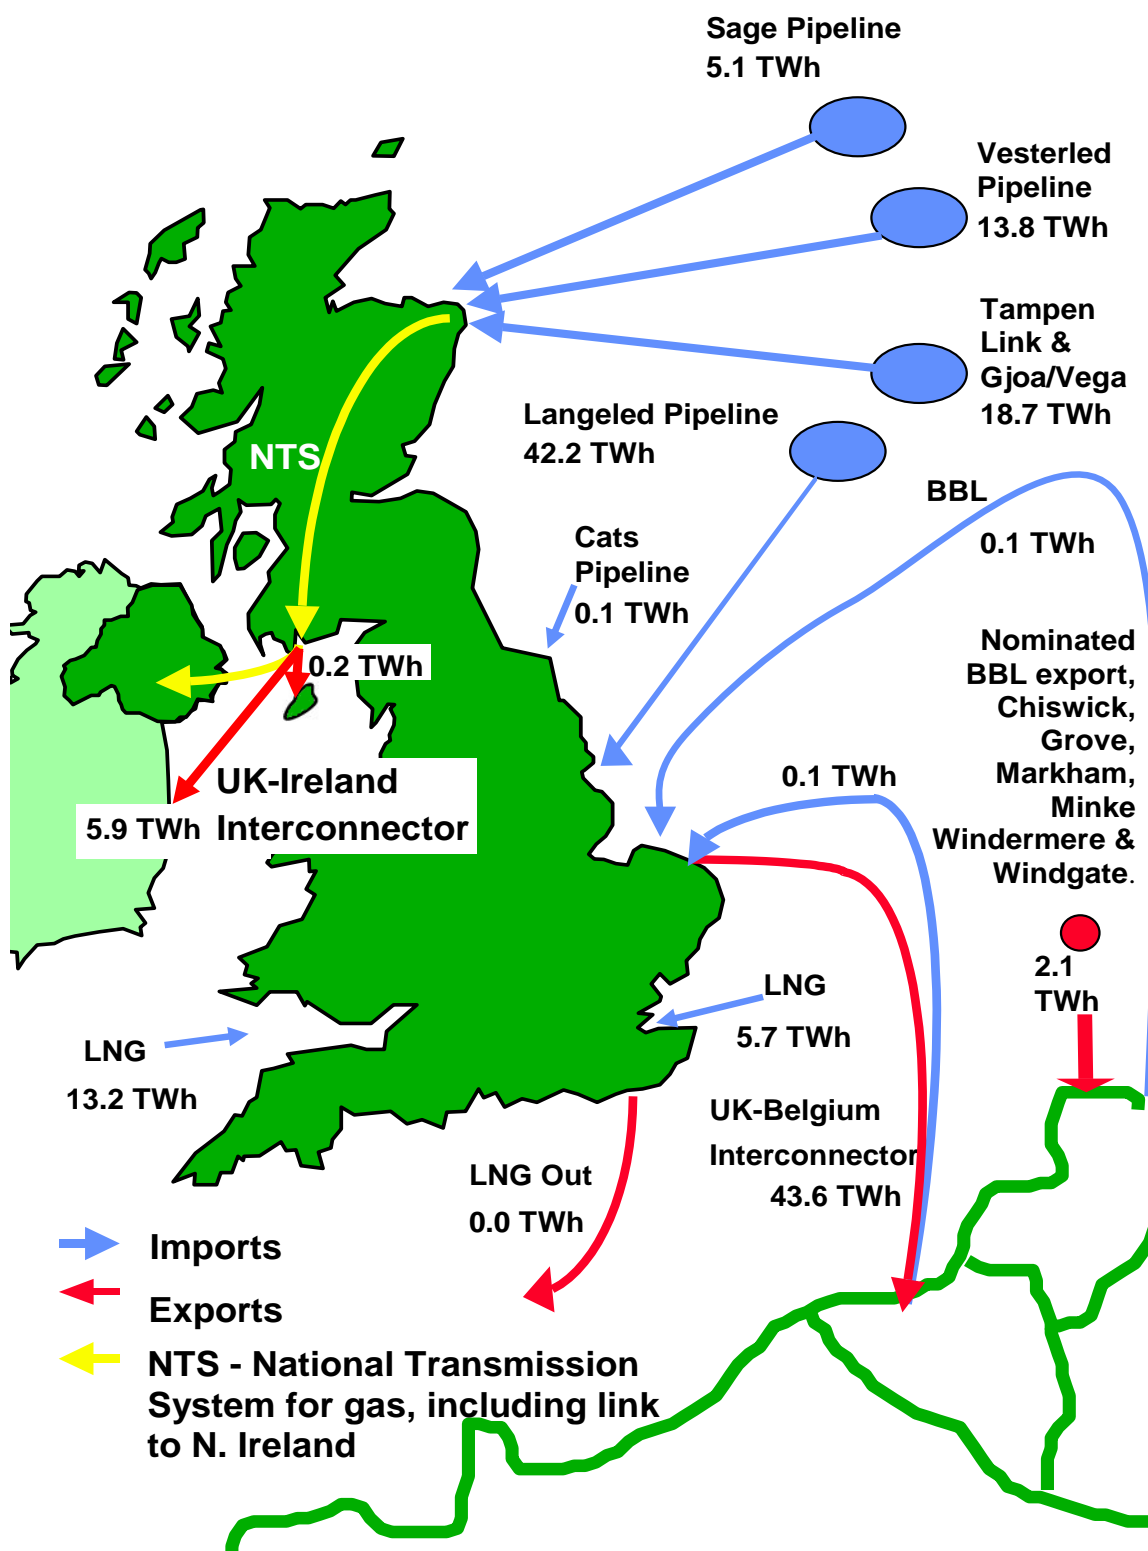 Sage Pipeline
5.1 TWh
Vesterled
Pipeline
13.8 TWh
Tampen
Link &
Gjoa/Vega
18.7 TWh
Langeled Pipeline
42.2 TWh
NTS
BBL
0.1 TWh
Cats
Pipeline
0.1 TWh
0.2 TWh
Nominated
BBL export,
Chiswick,
Grove,
Markham,
Minke
Windermere &
Windgate.
2.1
TWh
UK-Ireland
Interconnector
5.9 TWh
0.1 TWh
LNG
5.7 TWh
LNG
13.2 TWh
UK-Belgium
Interconnector
43.6 TWh
LNG Out
0.0 TWh
Imports
Exports
NTS - National Transmission
System for gas, including link
to N. Ireland